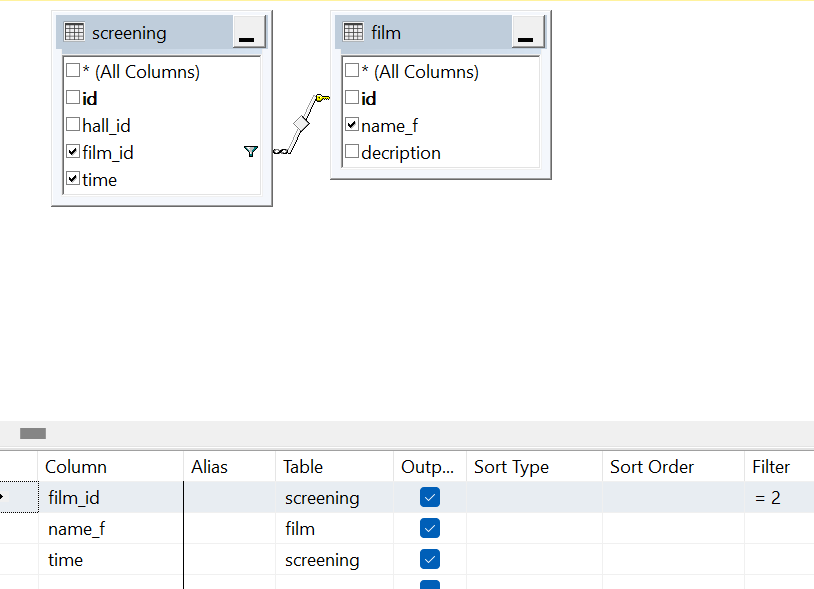 screening
* (All Columns)
id
hall_id
film_id
time
film
* (All Columns)
id
name_f
decription
Column Alias Table Outp... Sort Type Sort Order Filter
film_id screening = 2
name_f film
time screening